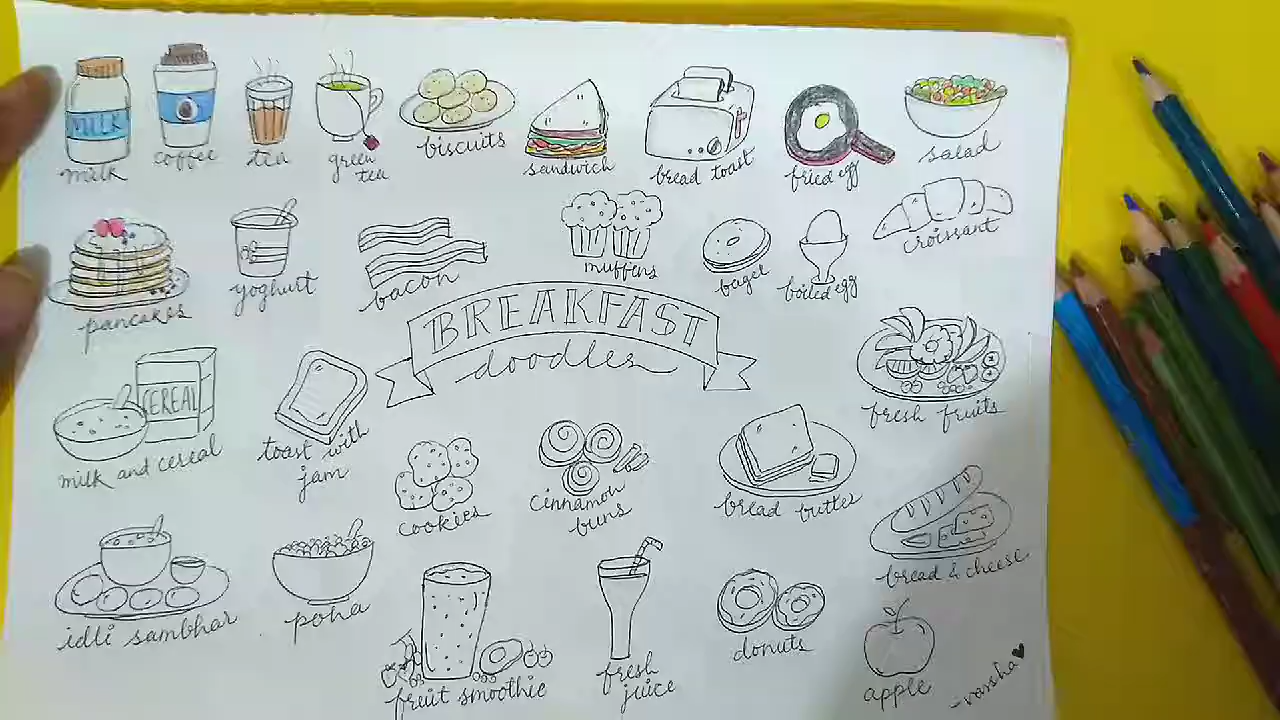 MILK
milk
coffee
tea
green
tea
biscuits
sandwich
bread toast
fried egg
salad
pancakes
yoghurt
bacon
muffens
bagel
boiled egg
croissant
BREAKFAST
doodles
CEREAL
milk and cereal
toast with
jam
cookies
Cinnamon
buns
bread butter
fresh fruits
bread & cheese
idli sambhar
poha
fruit smoothie
fresh
juice
donuts
apple
-varsha